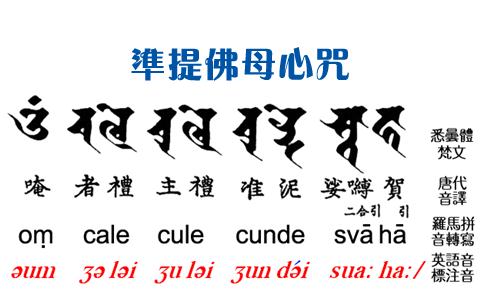 準提佛母心咒
𑖌𑖼 𑖓𑖩𑖸 𑖓𑖲𑖩𑖸 𑖓𑖲𑖡𑖿𑖟𑖸 𑖭𑖿𑖪𑖯𑖮𑖯
悉曇體
梵文
唵 者禮 主禮 准泥 娑嚩賀
二合引 引
唐代
音譯
oṃ cale cule cunde svā hā
羅馬拼
音轉寫
əum ʒə ləi ʒu ləi ʒun də́i sua: ha:/
英語音
標注音